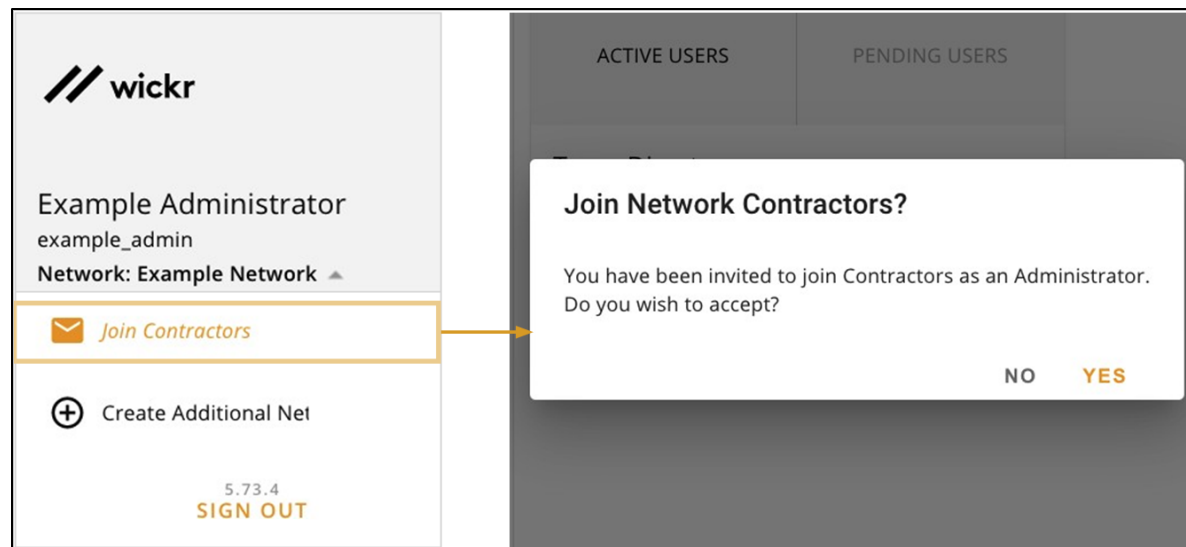 wickr
Example Administrator
example_admin
Network: Example Network
Join Contractors
Create Additional Net
5.73.4
SIGN OUT
ACTIVE USERS
PENDING USERS
Join Network Contractors?
You have been invited to join Contractors as an Administrator.
Do you wish to accept?
NO YES